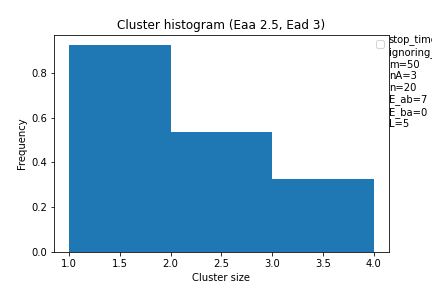 Cluster histogram (Eaa 2.5, Ead 3)
stop_time
ignoring_
m=50
nA=3
n=20
E_ab=7
E_ba=0
L=5
Frequency
0.8
0.6
0.4
0.2
0.0
1.0 1.5 2.0 2.5 3.0 3.5 4.0
Cluster size